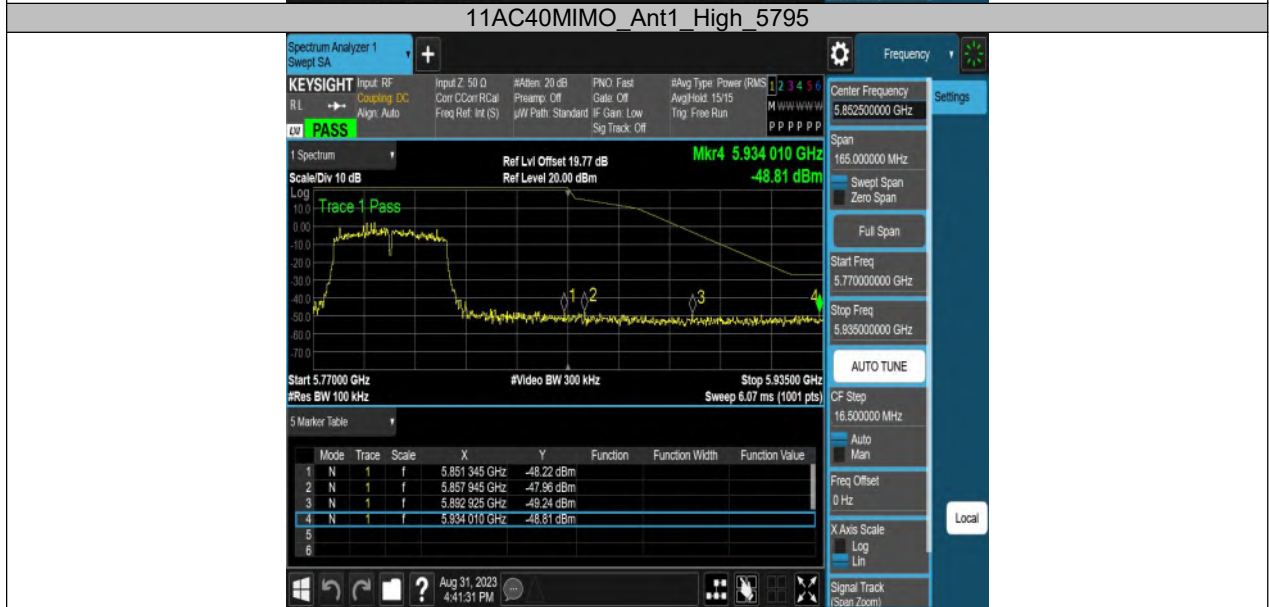 11AC40MIMO_Ant1_High_5795
Spectrum Analyzer 1
Swept SA
+
Frequency
KEYSIGHT
RL
LXI
PASS
Input: RF
Coupling: DC
Align: Auto
Input Z: 50 Ω
Corr CCorr RCal
Freq Ref: Int (S)
#Atten: 20 dB
Preamp: Off
µW Path: Standard
PNO: Fast
Gate: Off
IF Gain: Low
Sig Track: Off
#Avg Type: Power (RMS
Avg|Hold: 15/15
Trig: Free Run
1 2 3 4 5 6
M W W W W W
P P P P P P
1 Spectrum
Scale/Div 10 dB
Ref Lvl Offset 19.77 dB
Ref Level 20.00 dBm
Mkr4 5.934 010 GHz
-48.81 dBm
Log
Trace 1 Pass
10.0
0.00
-10.0
-20.0
-30.0
-40.0
-50.0
-60.0
-70.0
1
2
3
4
Start 5.77000 GHz
#Res BW 100 kHz
#Video BW 300 kHz
Stop 5.93500 GHz
Sweep 6.07 ms (1001 pts)
5 Marker Table
Mode Trace Scale X Y Function Function Width Function Value
1 N 1 f 5.851 345 GHz -48.22 dBm
2 N 1 f 5.857 945 GHz -47.96 dBm
3 N 1 f 5.892 925 GHz -49.24 dBm
4 N 1 f 5.934 010 GHz -48.81 dBm
5
6
?
Aug 31, 2023
4:41:31 PM
Center Frequency
5.852500000 GHz
Settings
Span
165.000000 MHz
Swept Span
Zero Span
Full Span
Start Freq
5.770000000 GHz
Stop Freq
5.935000000 GHz
AUTO TUNE
CF Step
16.500000 MHz
Auto
Man
Freq Offset
0 Hz
X Axis Scale
Log
Lin
Local
Signal Track
(Span Zoom)